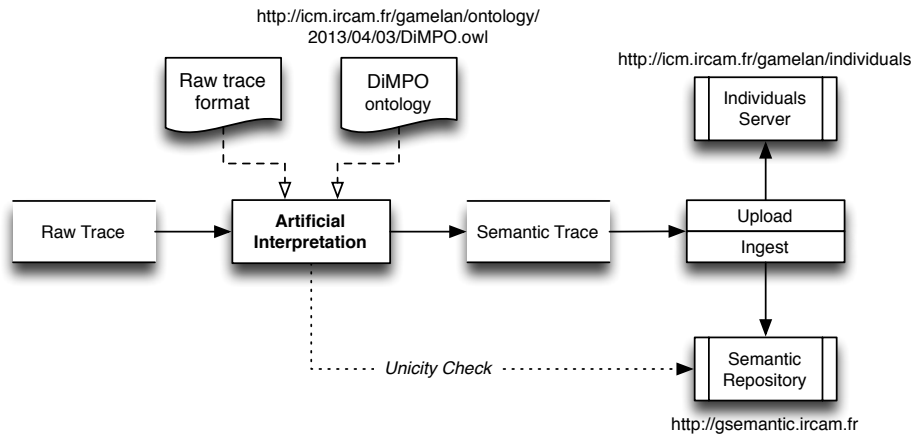 http://icm.ircam.fr/gamelan/ontology/
2013/04/03/DiMPO.owl
Raw trace
format
DiMPO
ontology
http://icm.ircam.fr/gamelan/individuals
Individuals
Server
Raw Trace
Artificial
Interpretation
Semantic Trace
Upload
Ingest
Unicity Check
Semantic
Repository
http://gsemantic.ircam.fr